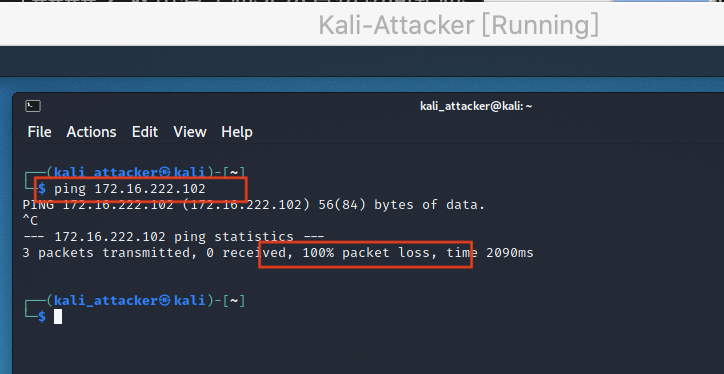 Kali-Attacker [Running]
kali_attacker@kali: ~
File Actions Edit View Help
┌──(kali_attacker㉿kali)-[~]
└─$ ping 172.16.222.102
PING 172.16.222.102 (172.16.222.102) 56(84) bytes of data.
^C
--- 172.16.222.102 ping statistics ---
3 packets transmitted, 0 received, 100% packet loss, time 2090ms
┌──(kali_attacker㉿kali)-[~]
└─$